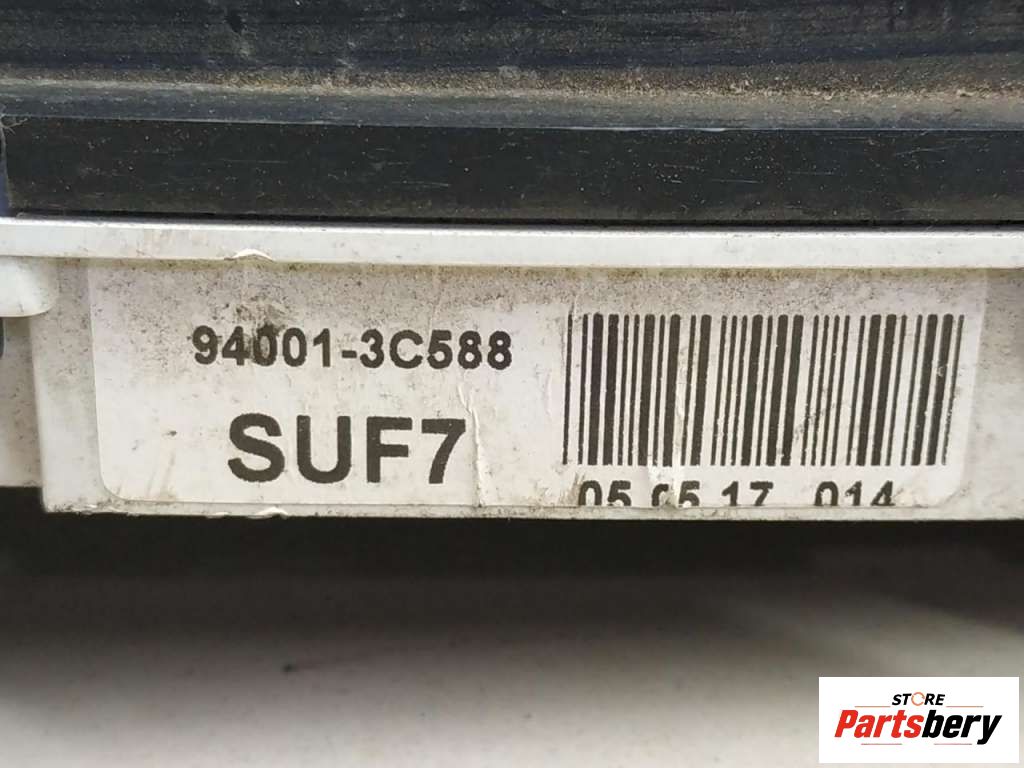 94001-3C588
SUF7
05.05.17 014
STORE
Partsbery